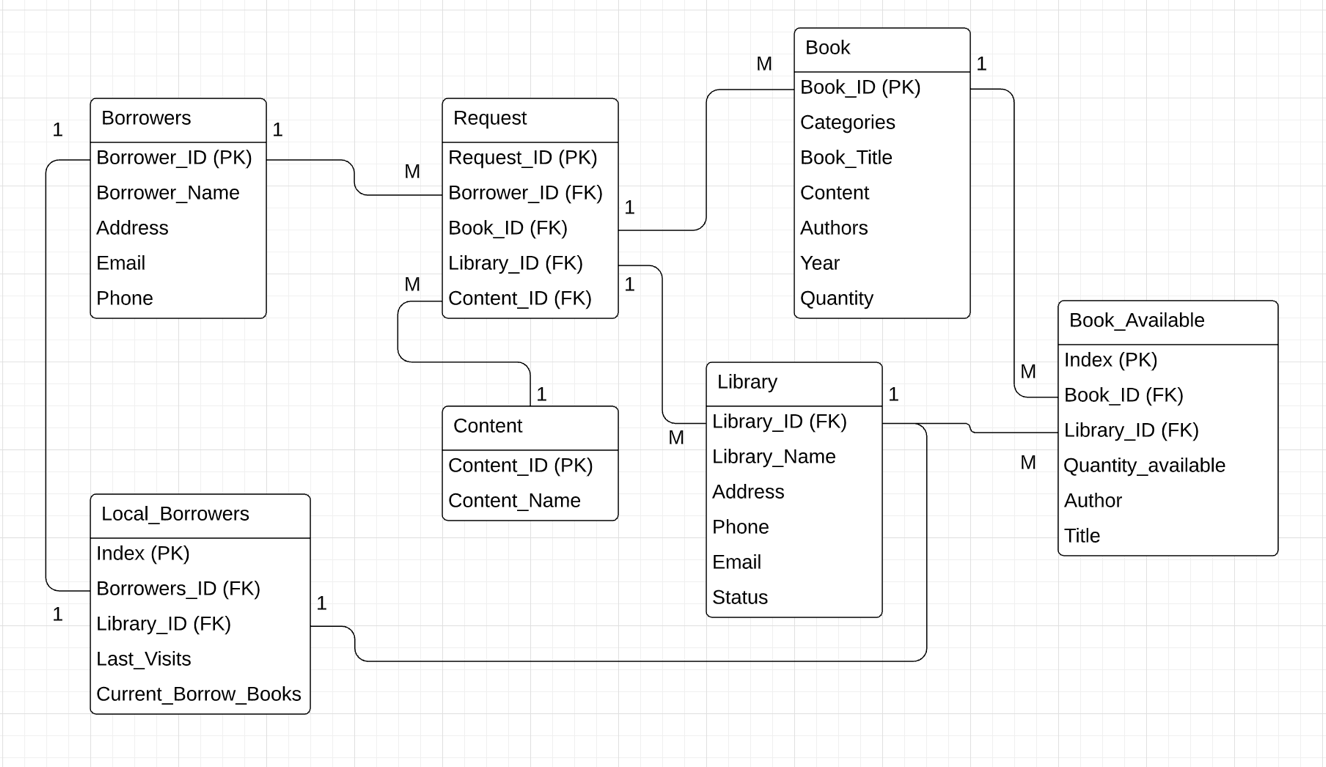 Borrowers
Borrower_ID (PK)
Borrower_Name
Address
Email
Phone
1
1
Request
Request_ID (PK)
Borrower_ID (FK)
Book_ID (FK)
Library_ID (FK)
Content_ID (FK)
M
M
1
1
Book
Book_ID (PK)
Categories
Book_Title
Content
Authors
Year
Quantity
M
1
Book_Available
Index (PK)
Book_ID (FK)
Library_ID (FK)
Quantity_available
Author
Title
M
M
Library
Library_ID (FK)
Library_Name
Address
Phone
Email
Status
1
M
Content
Content_ID (PK)
Content_Name
1
Local_Borrowers
Index (PK)
Borrowers_ID (FK)
Library_ID (FK)
Last_Visits
Current_Borrow_Books
1
1